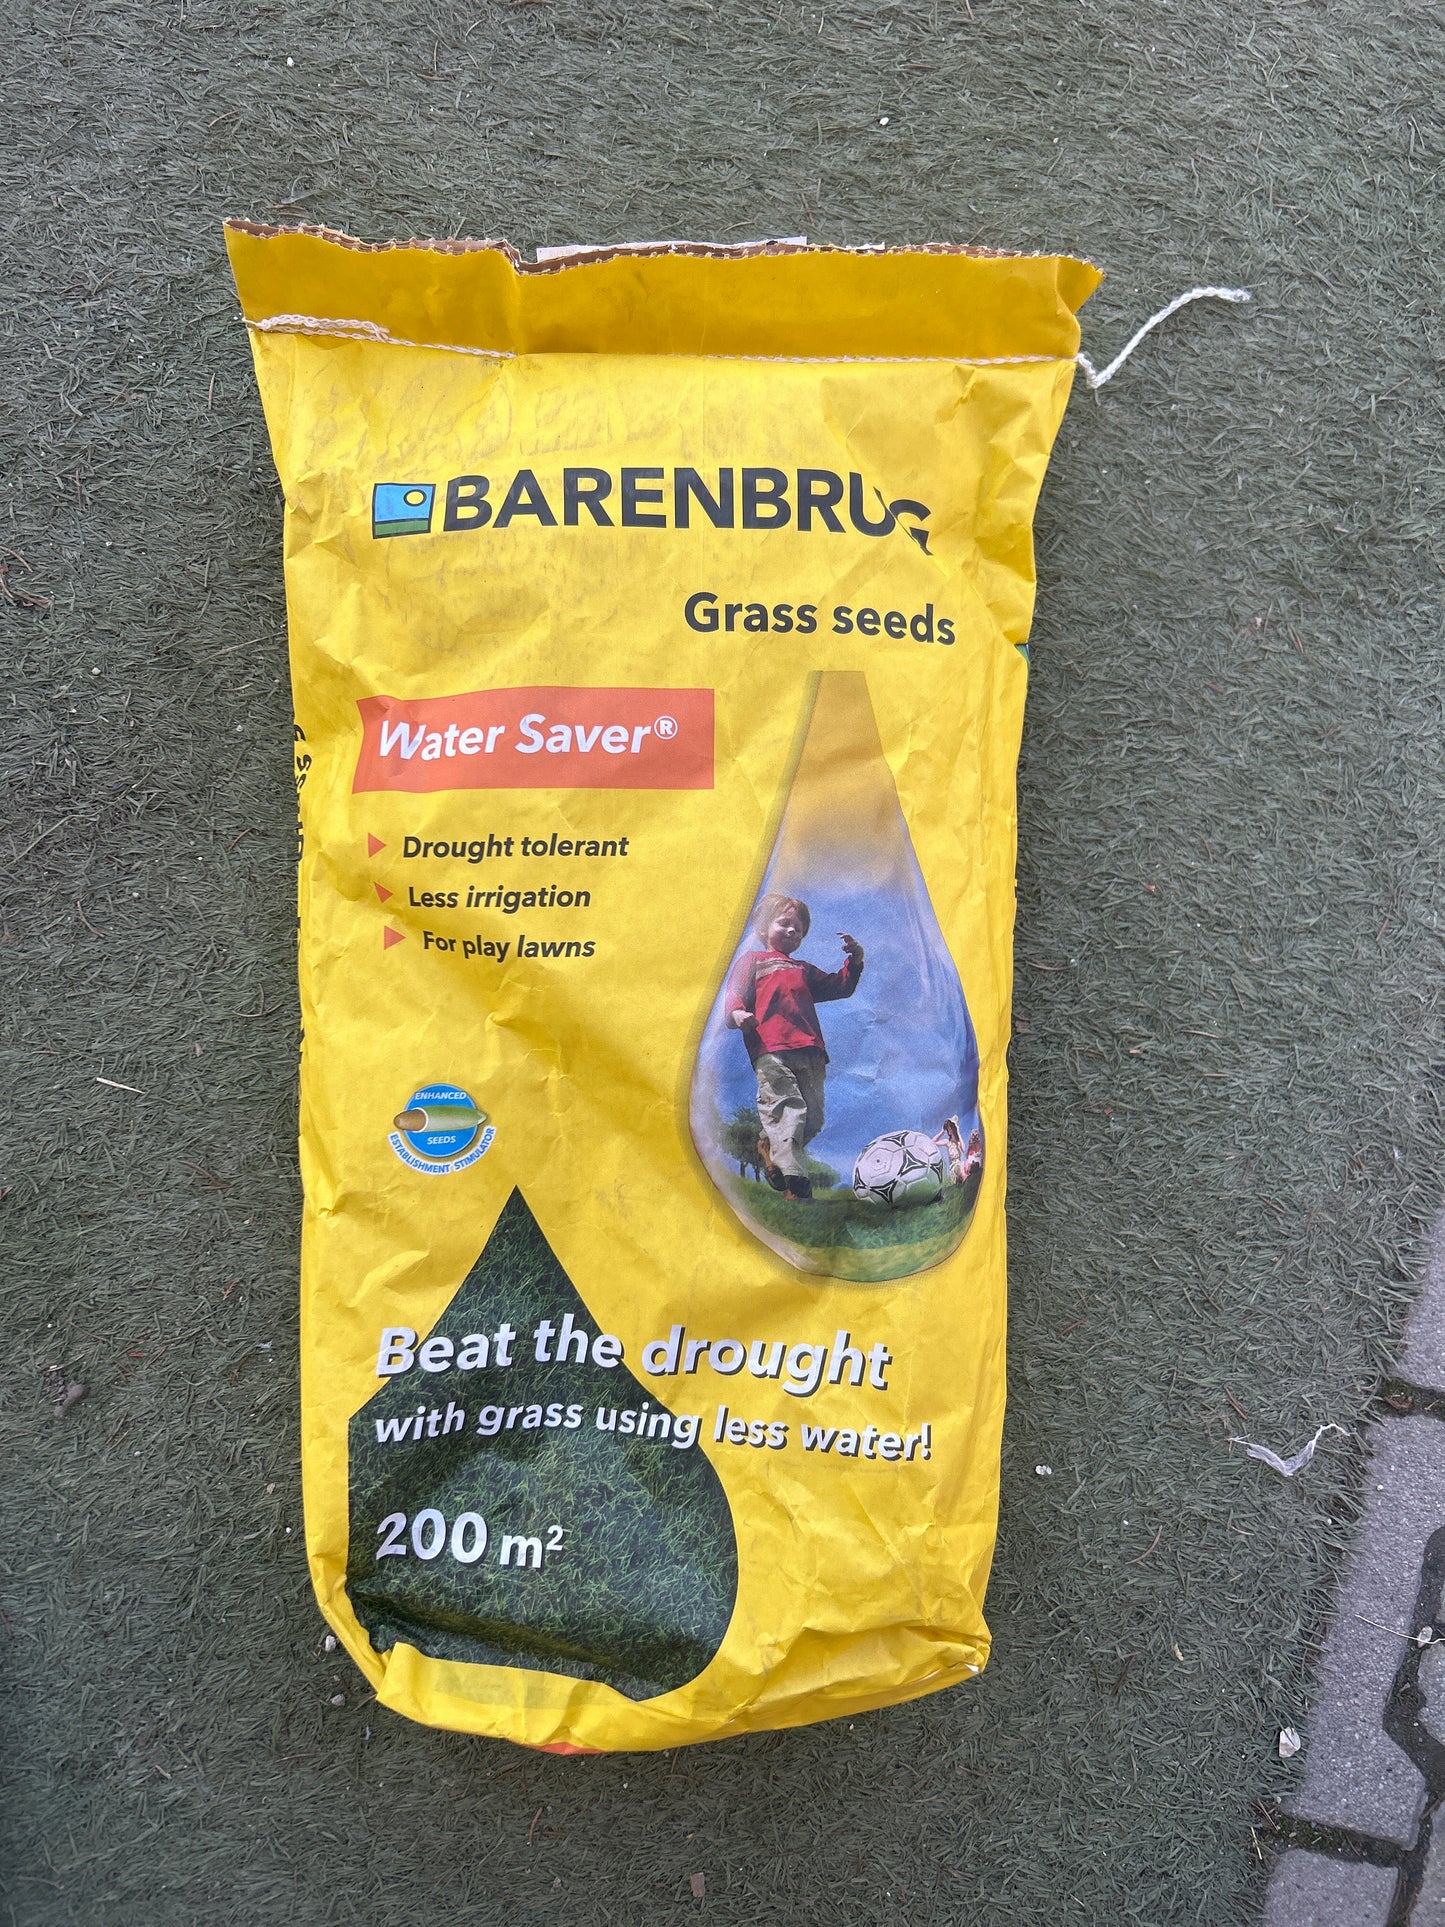 BARENBRUG
Grass seeds
Water Saver®
Drought tolerant
Less irrigation
For play lawns
ENHANCED
SEEDS
ESTABLISHMENT STIMULATOR
Beat the drought
with grass using less water!
200 m²